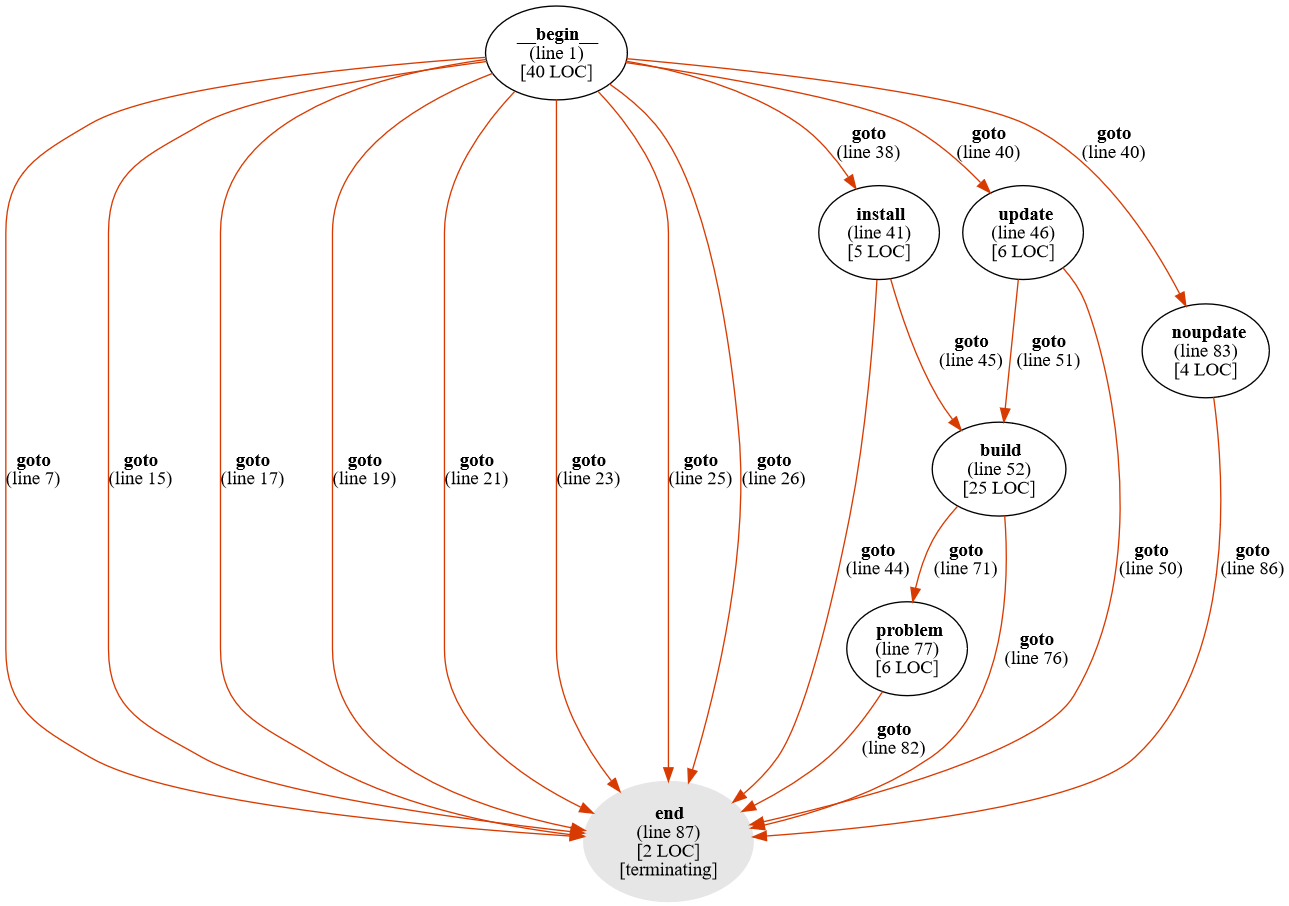 __begin__
(line 1)
[40 LOC]
goto
(line 38)
goto
(line 40)
goto
(line 40)
install
(line 41)
[5 LOC]
update
(line 46)
[6 LOC]
noupdate
(line 83)
[4 LOC]
goto
(line 45)
goto
(line 51)
goto
(line 7)
goto
(line 15)
goto
(line 17)
goto
(line 19)
goto
(line 21)
goto
(line 23)
goto
(line 25)
goto
(line 26)
build
(line 52)
[25 LOC]
goto
(line 44)
goto
(line 71)
goto
(line 50)
goto
(line 86)
problem
(line 77)
[6 LOC]
goto
(line 76)
goto
(line 82)
end
(line 87)
[2 LOC]
[terminating]